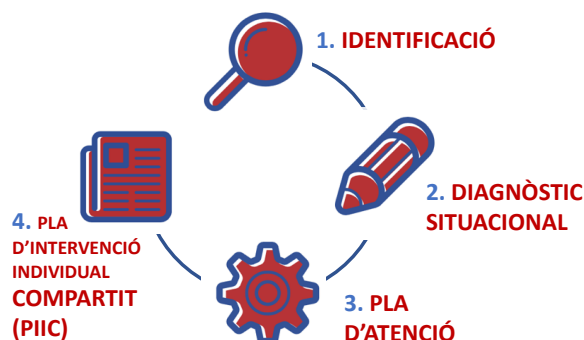 1. IDENTIFICACIÓ
2. DIAGNÒSTIC
SITUACIONAL
3. PLA
D'ATENCIÓ
4. PLA
D'INTERVENCIÓ
INDIVIDUAL
COMPARTIT
(PIIC)